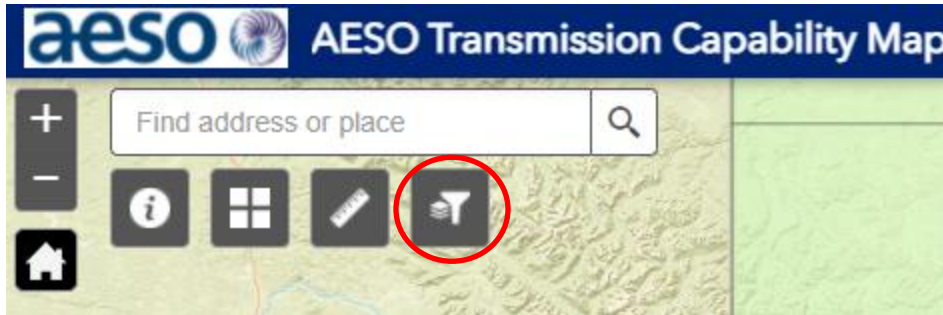 aeso AESO Transmission Capability Map
Find address or place